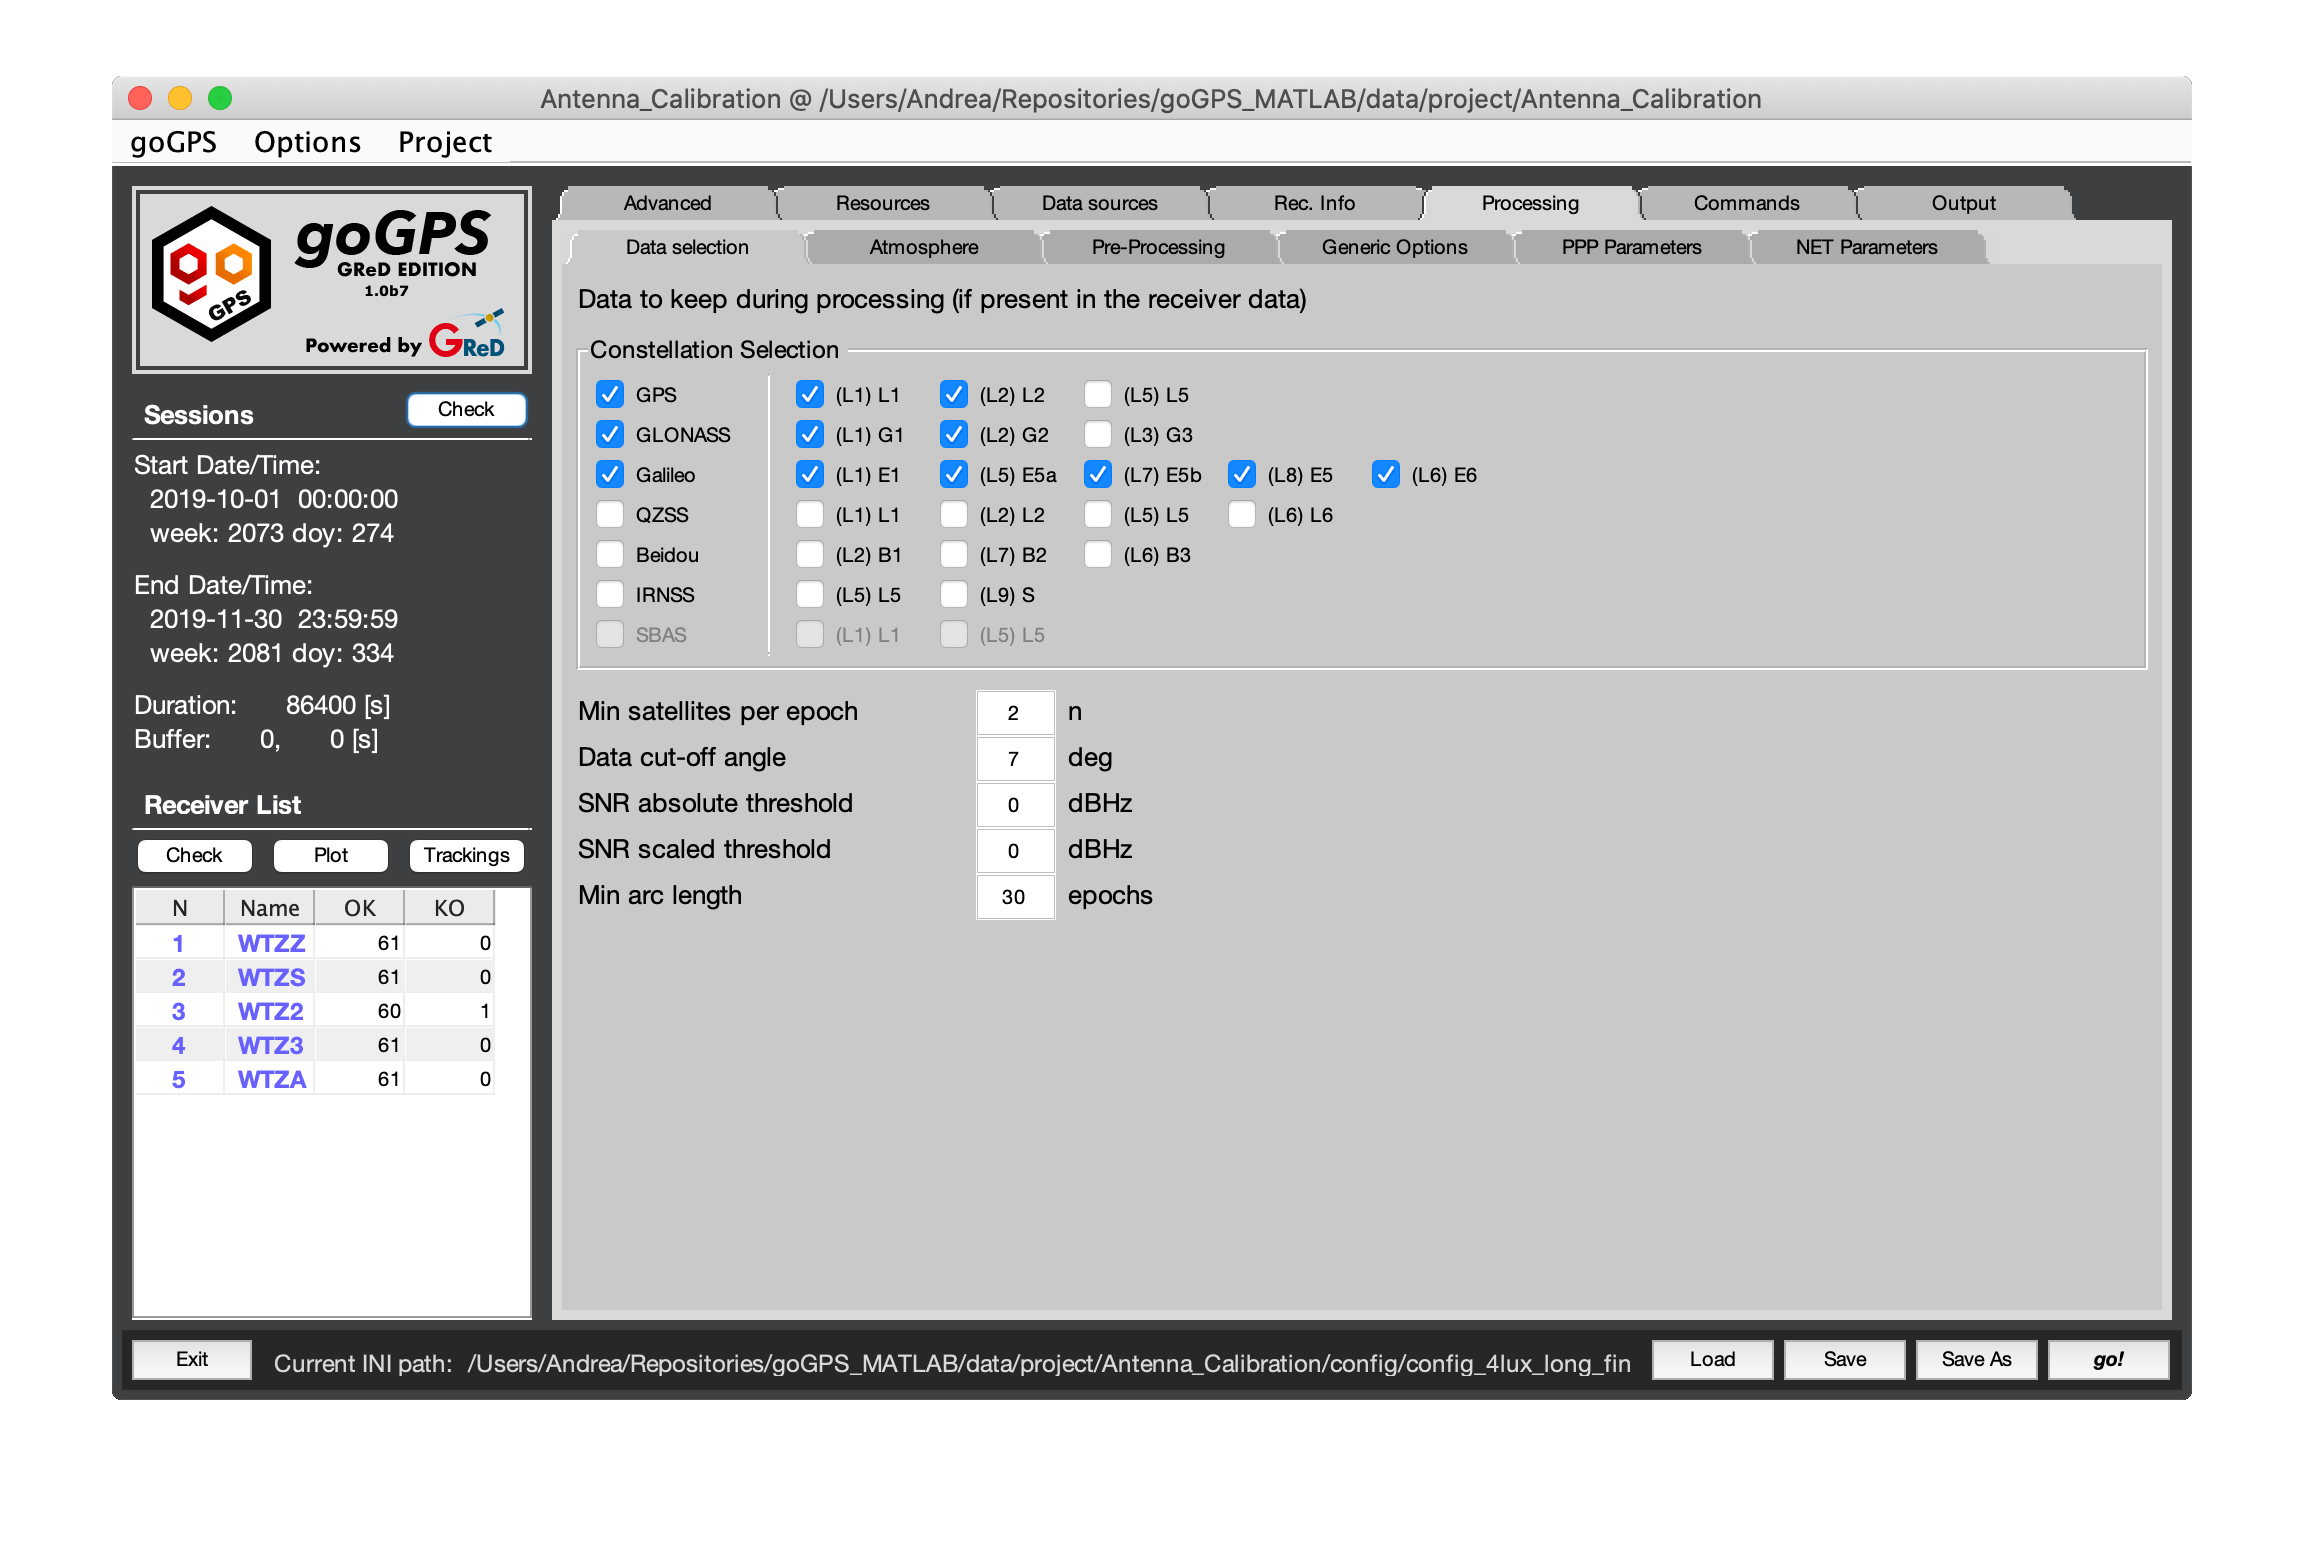 Antenna_Calibration @ /Users/Andrea/Repositories/goGPS_MATLAB/data/project/Antenna_Calibration
goGPS Options Project
go GPS
goGPS
GReD EDITION
1.0b7
Powered by GReD
Sessions Check
Start Date/Time:
2019-10-01 00:00:00
week: 2073 doy: 274
End Date/Time:
2019-11-30 23:59:59
week: 2081 doy: 334
Duration: 86400 [s]
Buffer: 0, 0 [s]
Receiver List
Check Plot Trackings
N Name OK KO
1 WTZZ 61 0
2 WTZS 61 0
3 WTZ2 60 1
4 WTZ3 61 0
5 WTZA 61 0
Advanced Resources Data sources Rec. Info Processing Commands Output
Data selection Atmosphere Pre-Processing Generic Options PPP Parameters NET Parameters
Data to keep during processing (if present in the receiver data)
Constellation Selection
GPS (L1) L1 (L2) L2 (L5) L5
GLONASS (L1) G1 (L2) G2 (L3) G3
Galileo (L1) E1 (L5) E5a (L7) E5b (L8) E5 (L6) E6
QZSS (L1) L1 (L2) L2 (L5) L5 (L6) L6
Beidou (L2) B1 (L7) B2 (L6) B3
IRNSS (L5) L5 (L9) S
SBAS (L1) L1 (L5) L5
Min satellites per epoch 2 n
Data cut-off angle 7 deg
SNR absolute threshold 0 dBHz
SNR scaled threshold 0 dBHz
Min arc length 30 epochs
Exit Current INI path: /Users/Andrea/Repositories/goGPS_MATLAB/data/project/Antenna_Calibration/config/config_4lux_long_fin Load Save Save As go!